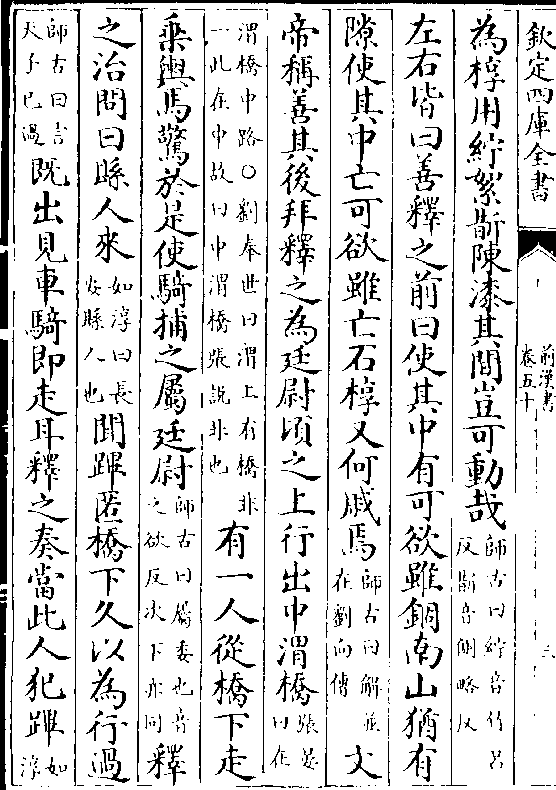 欽定四庫全書
前漢書
卷五十
三
為椁用紵絮斮陳漆其間豈可動哉師古曰紵音竹呂
反斮音側略反
左右皆曰善釋之前曰使其中有可欲雖錮南山猶有
隙使其中亡可欲雖亡石椁又何戚焉師古曰解並
在劉向傳文
帝稱善其後拜釋之為廷尉頃之上行出中渭橋張晏
曰在
渭橋中路○劉奉世曰渭上有橋非
一此在中故曰中渭橋張說非也有一人從橋下走
乘輿馬驚於是使騎捕之屬廷尉師古曰屬委也音
之欲反次下亦同釋
之治問曰縣人來如淳曰長
安縣人也聞蹕匿橋下久以為行過
師古曰言
天子已過既出見車騎即走耳釋之奏當此人犯蹕如
淳